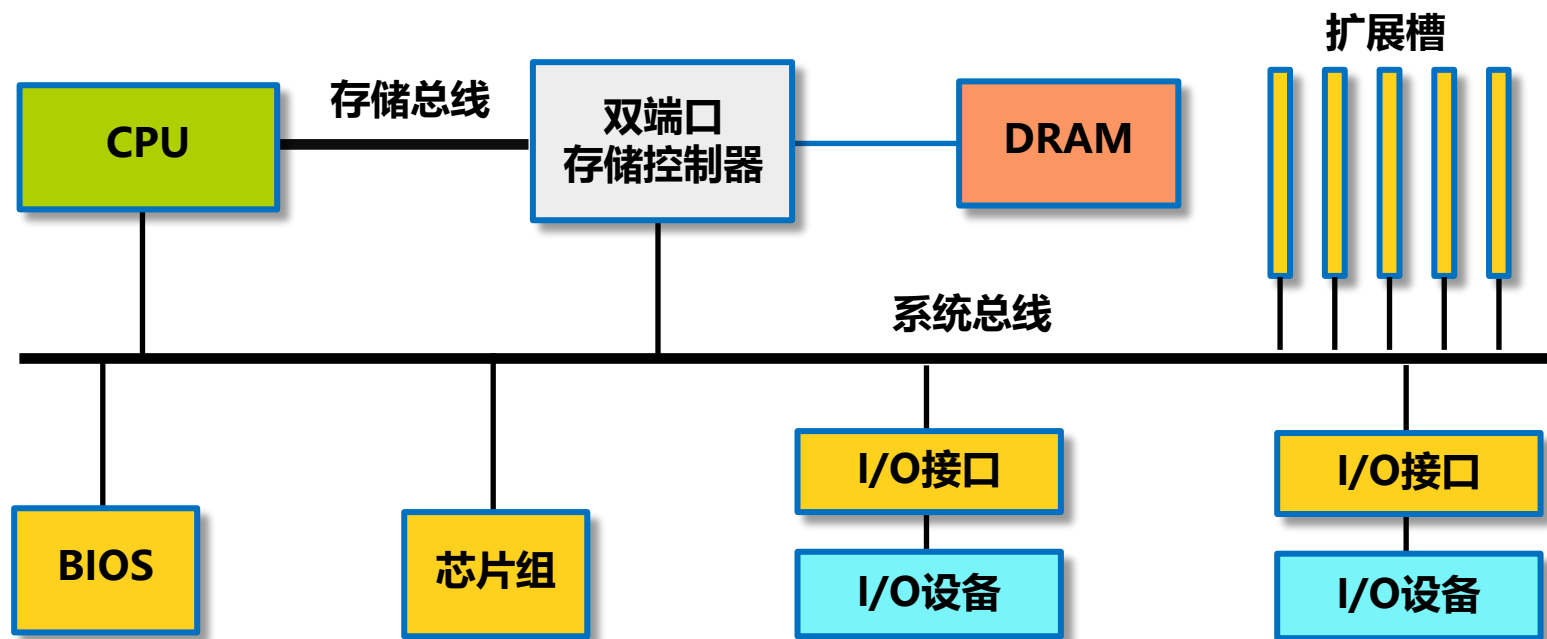 扩展槽
存储总线
CPU
双端口
存储控制器
DRAM
系统总线
I/O接口
I/O接口
BIOS
芯片组
I/O设备
I/O设备